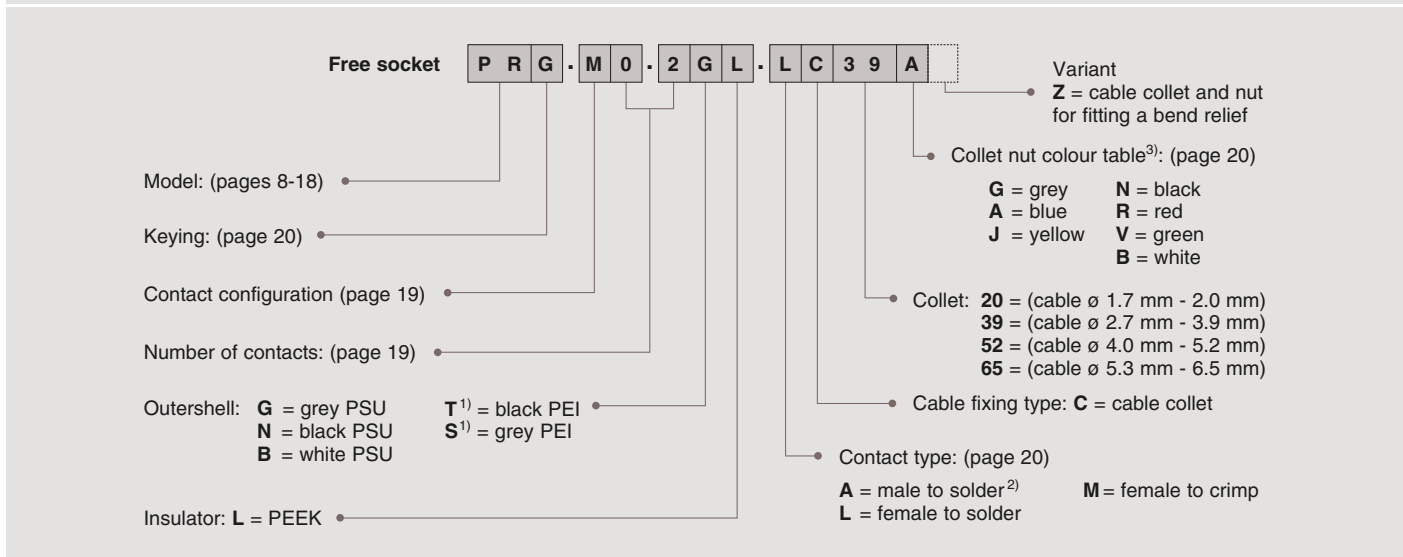 Free socket PRG.M0.2GL.LC39A
Variant
Z = cable collet and nut
for fitting a bend relief
Collet nut colour table3): (page 20)
G = grey N = black
A = blue R = red
J = yellow V = green
B = white
Model: (pages 8-18)
Keying: (page 20)
Contact configuration (page 19)
Number of contacts: (page 19)
Collet: 20 = (cable ø 1.7 mm - 2.0 mm)
39 = (cable ø 2.7 mm - 3.9 mm)
52 = (cable ø 4.0 mm - 5.2 mm)
65 = (cable ø 5.3 mm - 6.5 mm)
Outershell: G = grey PSU T1) = black PEI
N = black PSU S1) = grey PEI
B = white PSU
Cable fixing type: C = cable collet
Contact type: (page 20)
A = male to solder2) M = female to crimp
L = female to solder
Insulator: L = PEEK